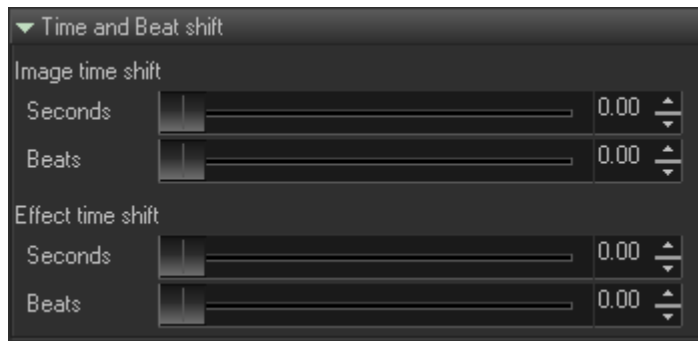 Time and Beat shift
Image time shift
Seconds 0.00
Beats 0.00
Effect time shift
Seconds 0.00
Beats 0.00